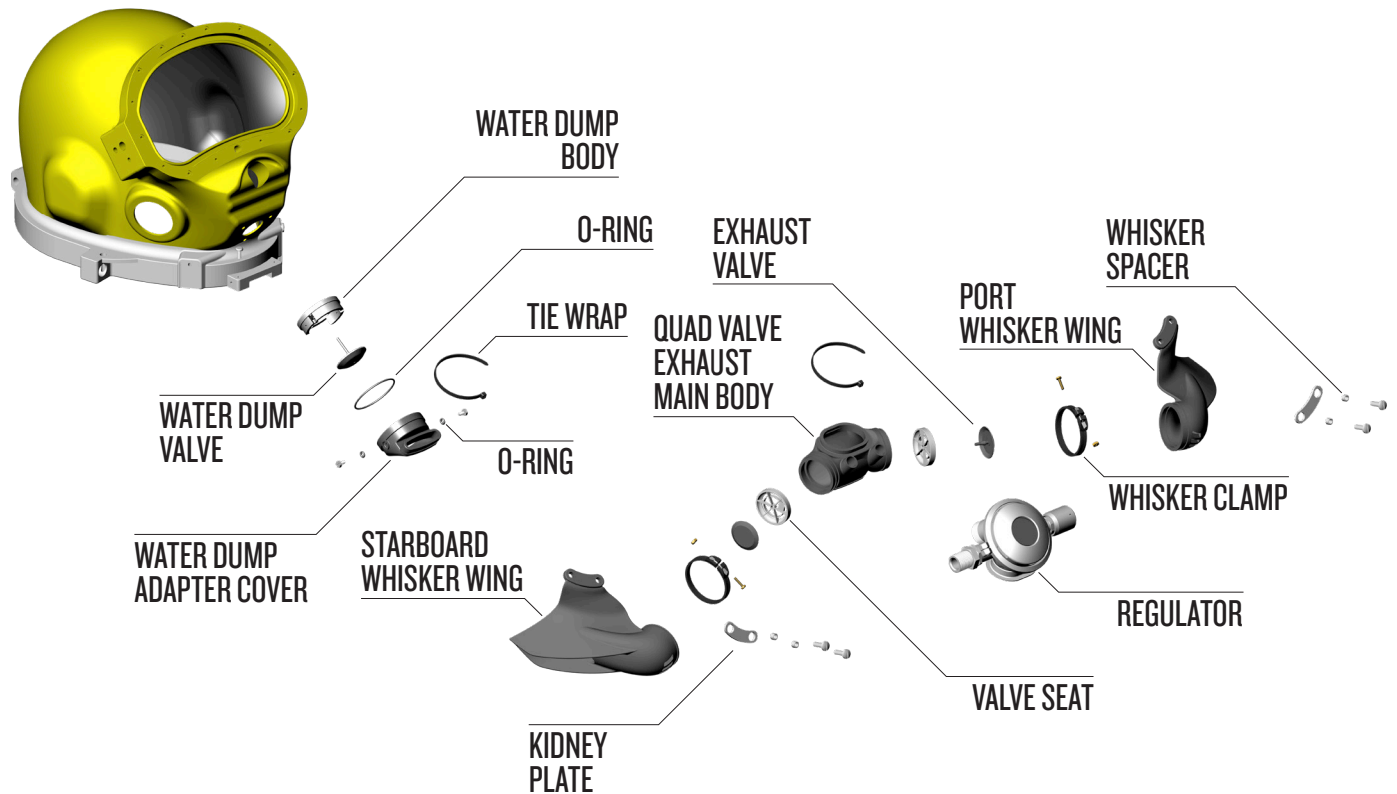 WATER DUMP
BODY
O-RING
EXHAUST
VALVE
WHISKER
SPACER
PORT
WHISKER WING
TIE WRAP
QUAD VALVE
EXHAUST
MAIN BODY
WATER DUMP
VALVE
O-RING
WHISKER CLAMP
WATER DUMP
ADAPTER COVER
STARBOARD
WHISKER WING
REGULATOR
VALVE SEAT
KIDNEY
PLATE